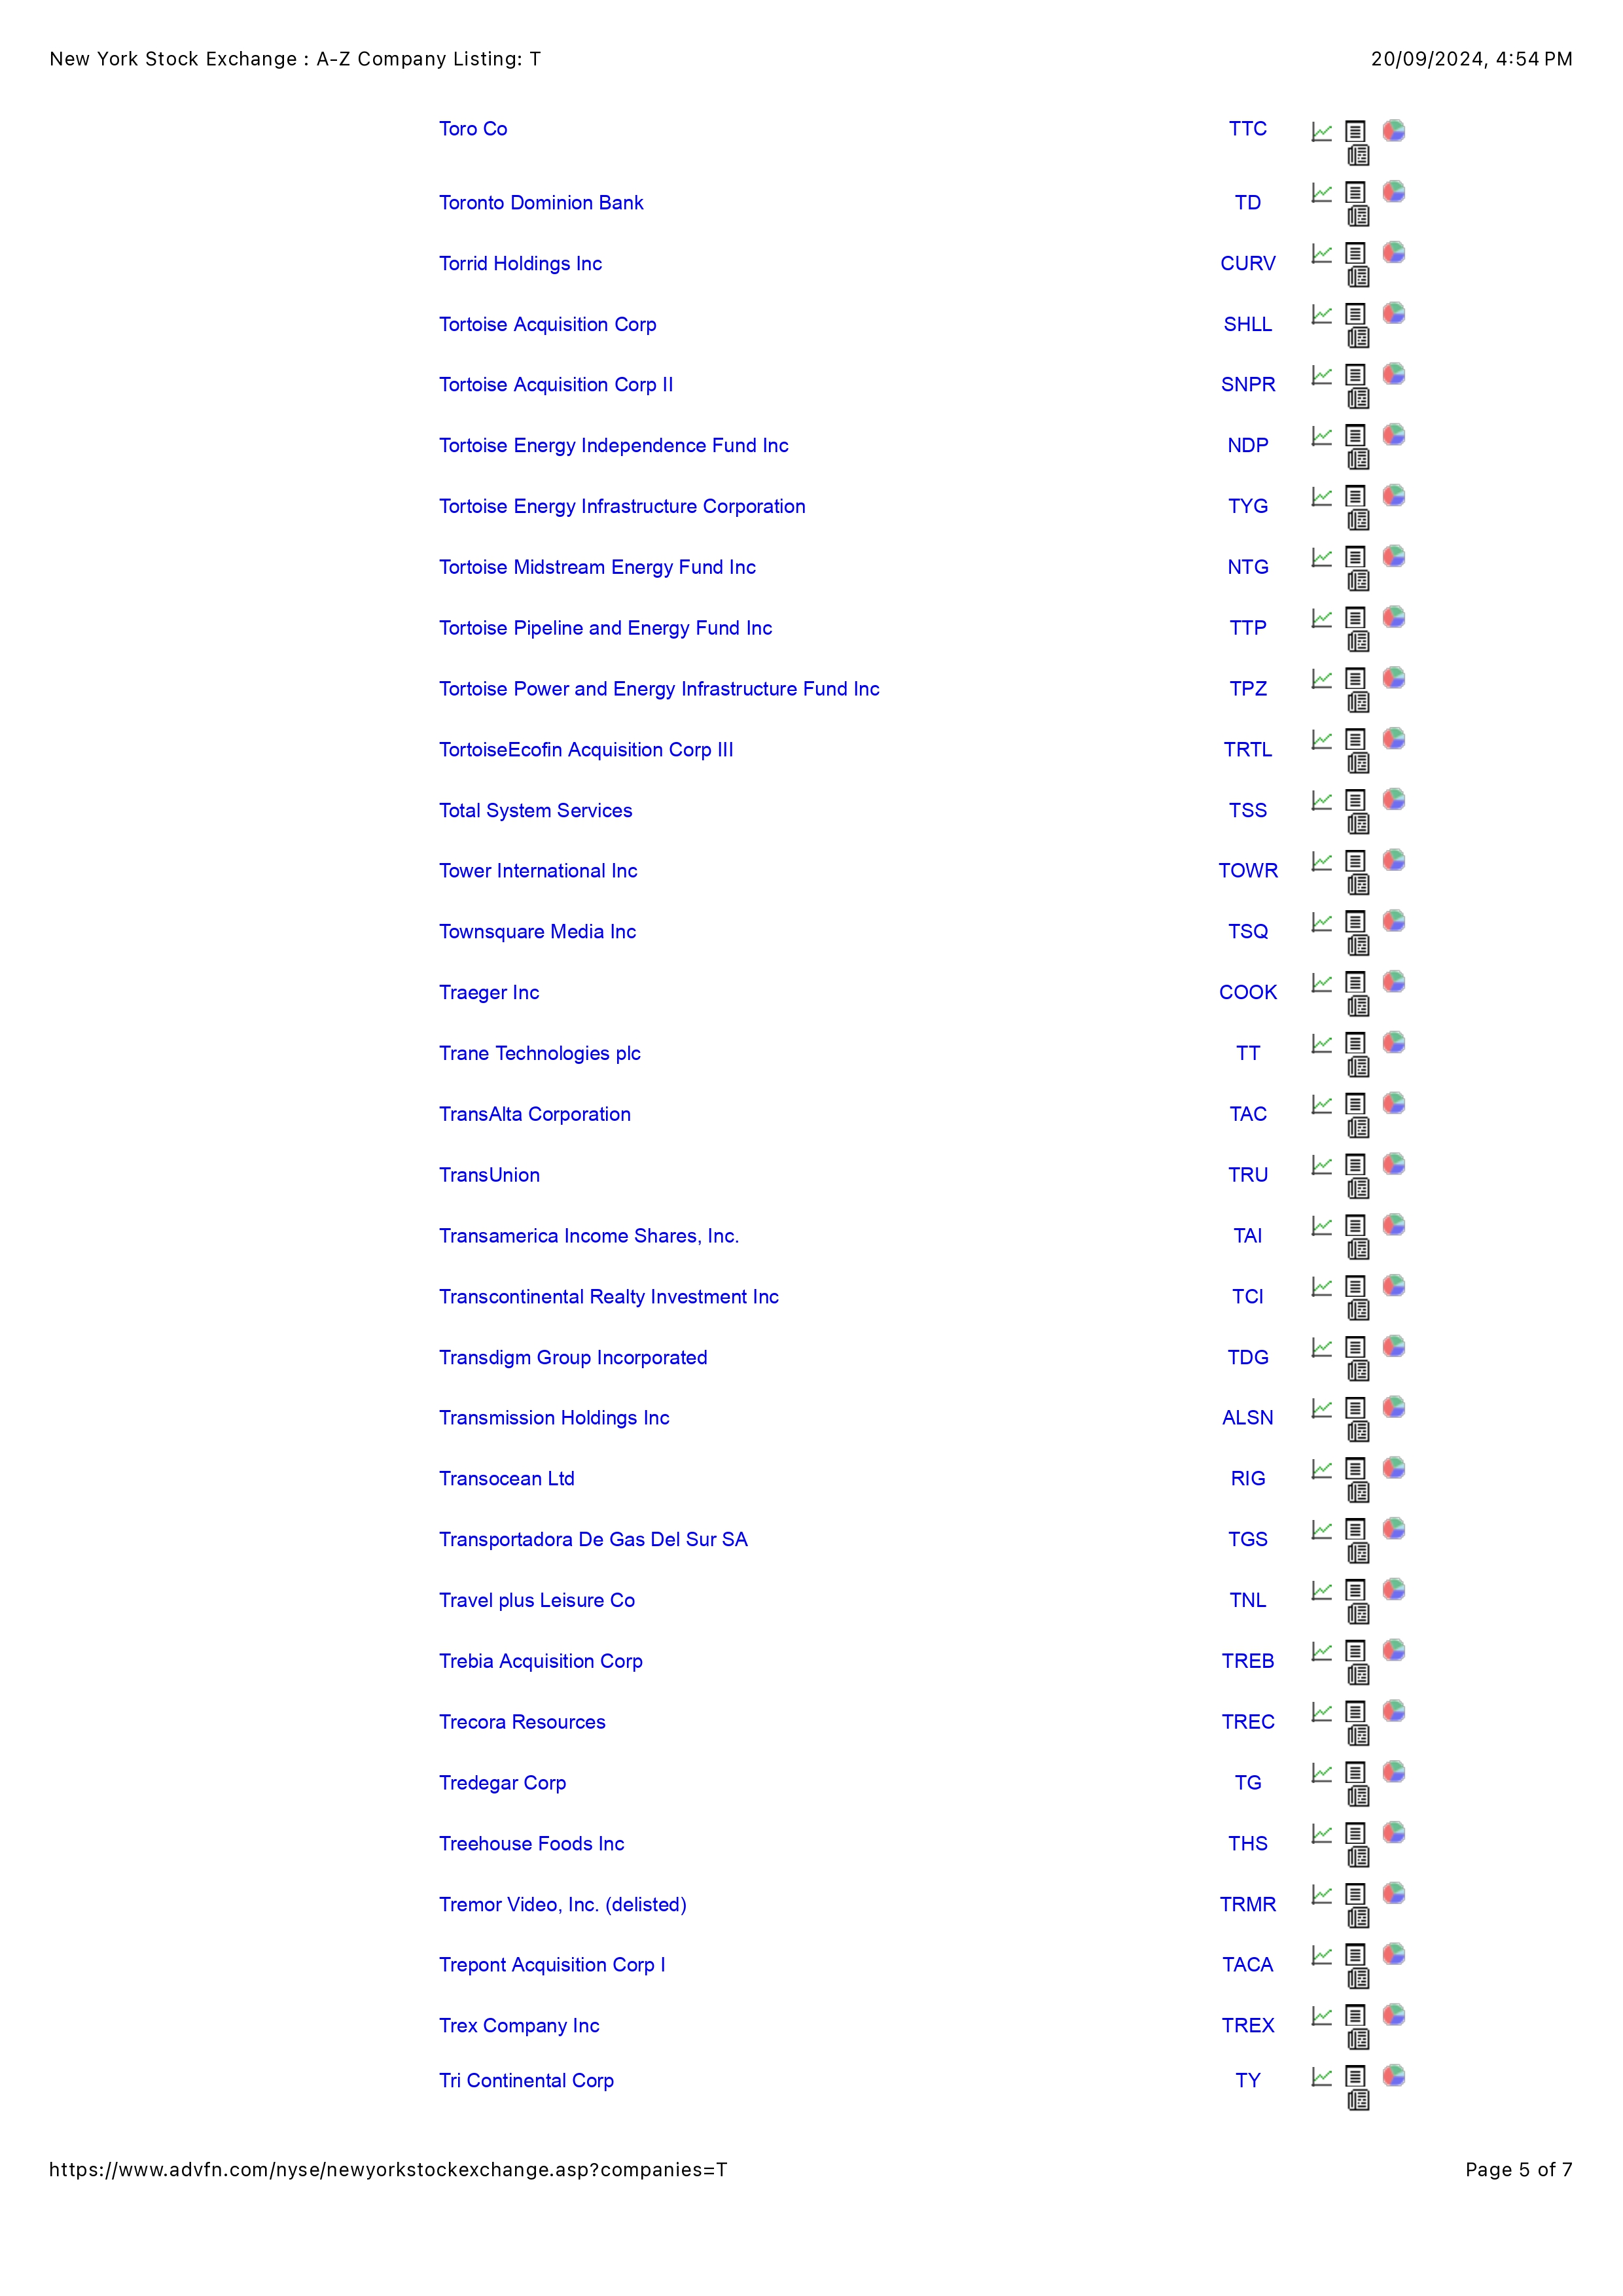 New York Stock Exchange : A-Z Company Listing: T 20/09/2024, 4:54 PM
Toro Co TTC
Toronto Dominion Bank TD
Torrid Holdings Inc CURV
Tortoise Acquisition Corp SHLL
Tortoise Acquisition Corp II SNPR
Tortoise Energy Independence Fund Inc NDP
Tortoise Energy Infrastructure Corporation TYG
Tortoise Midstream Energy Fund Inc NTG
Tortoise Pipeline and Energy Fund Inc TTP
Tortoise Power and Energy Infrastructure Fund Inc TPZ
TortoiseEcofin Acquisition Corp III TRTL
Total System Services TSS
Tower International Inc TOWR
Townsquare Media Inc TSQ
Traeger Inc COOK
Trane Technologies plc TT
TransAlta Corporation TAC
TransUnion TRU
Transamerica Income Shares, Inc. TAI
Transcontinental Realty Investment Inc TCI
Transdigm Group Incorporated TDG
Transmission Holdings Inc ALSN
Transocean Ltd RIG
Transportadora De Gas Del Sur SA TGS
Travel plus Leisure Co TNL
Trebia Acquisition Corp TREB
Trecora Resources TREC
Tredegar Corp TG
Treehouse Foods Inc THS
Tremor Video, Inc. (delisted) TRMR
Trepont Acquisition Corp I TACA
Trex Company Inc TREX
Tri Continental Corp TY
https://www.advfn.com/nyse/newyorkstockexchange.asp?companies=T Page 5 of 7